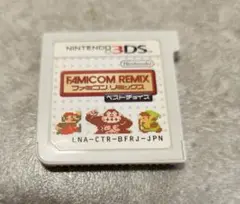 NINTENDO 3DS
Nintendo
FAMICOM REMIX
ファミコンリミックス
ベストチョイス
LNA-CTR-BFRJ-JPN